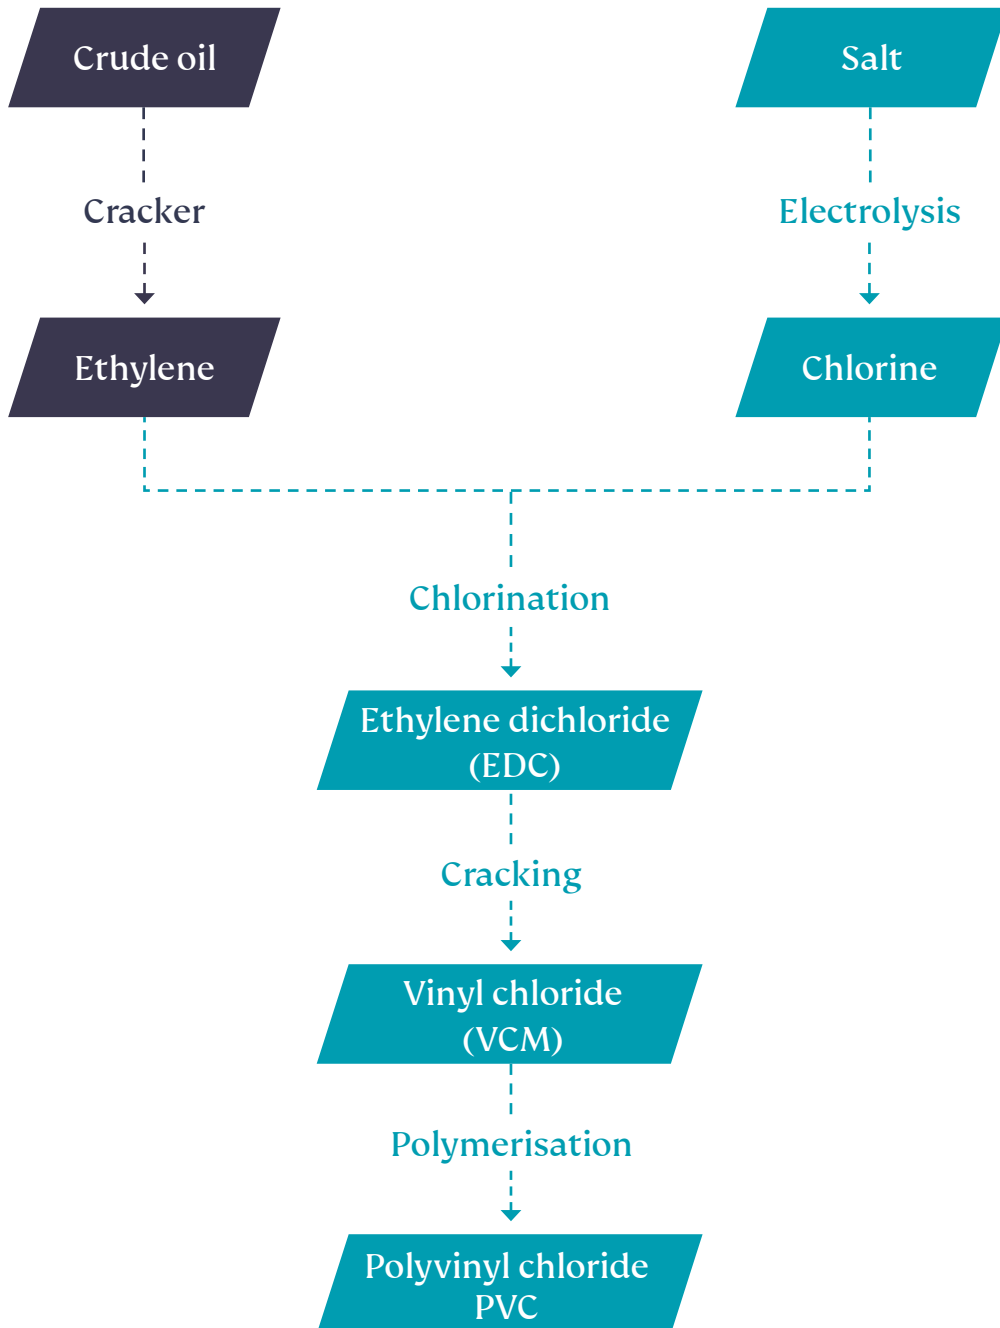 Crude oil
Salt
Cracker
Electrolysis
Ethylene
Chlorine
Chlorination
Ethylene dichloride
(EDC)
Cracking
Vinyl chloride
(VCM)
Polymerisation
Polyvinyl chloride
PVC